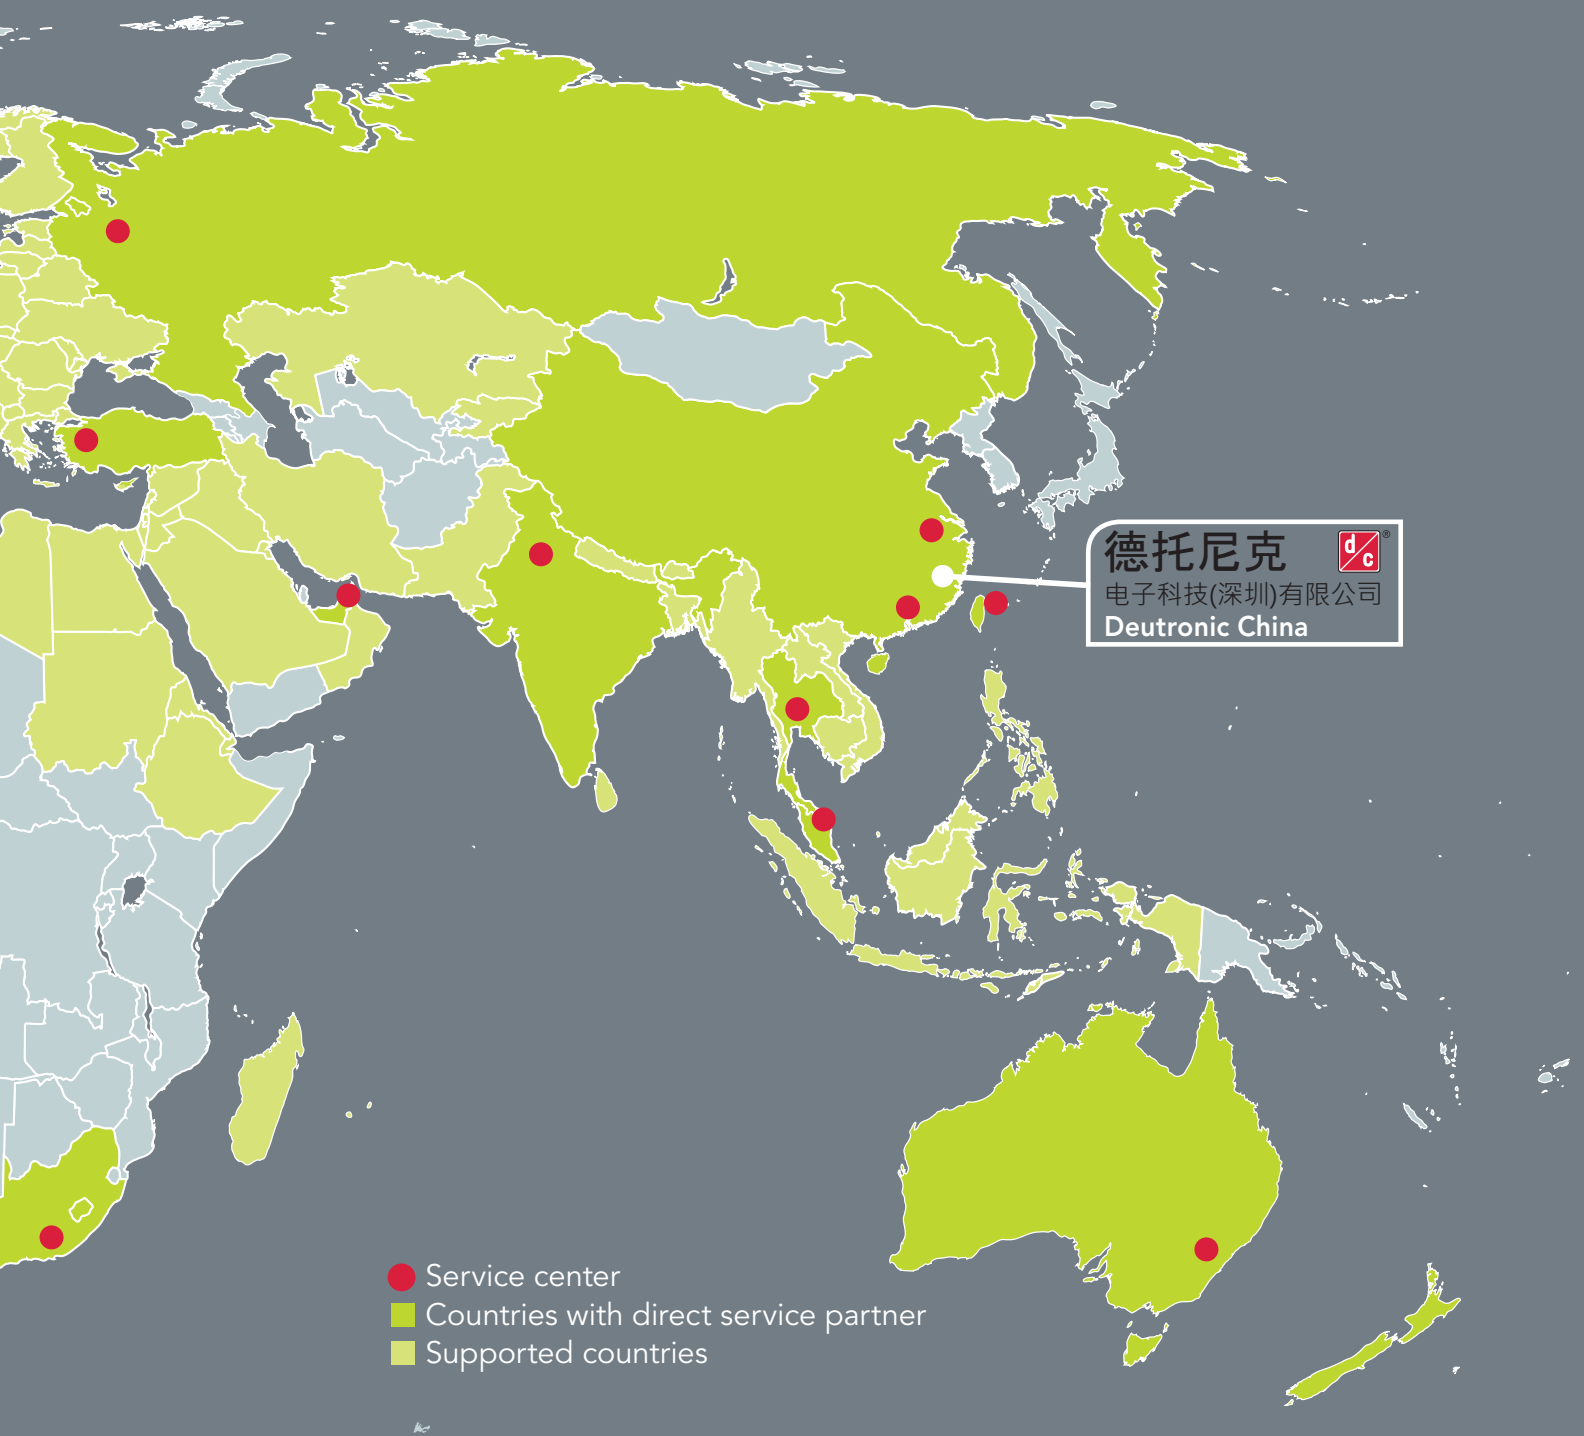 德托尼克
d/c®
电子科技(深圳)有限公司
Deutronic China
Service center
Countries with direct service partner
Supported countries